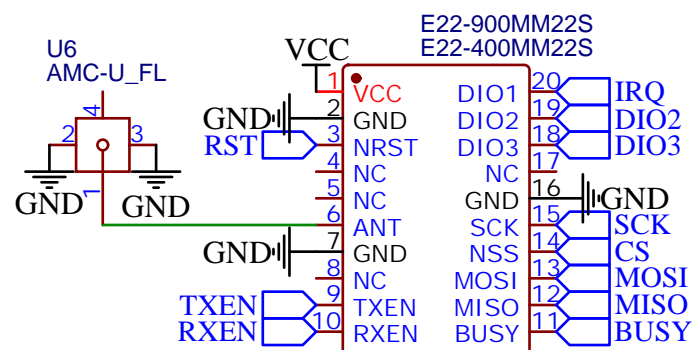 E22-900MM22S
E22-400MM22S
U6
AMC-U_FL
4
2
3
1
GND
GND
VCC
1
VCC
GND
2
GND
RST
3
NRST
4
NC
5
NC
6
ANT
GND
7
GND
8
NC
TXEN
9
TXEN
RXEN
10
RXEN
DIO1
20
IRQ
DIO2
19
DIO2
DIO3
18
DIO3
NC
17
GND
16
GND
SCK
15
SCK
NSS
14
CS
MOSI
13
MOSI
MISO
12
MISO
BUSY
11
BUSY